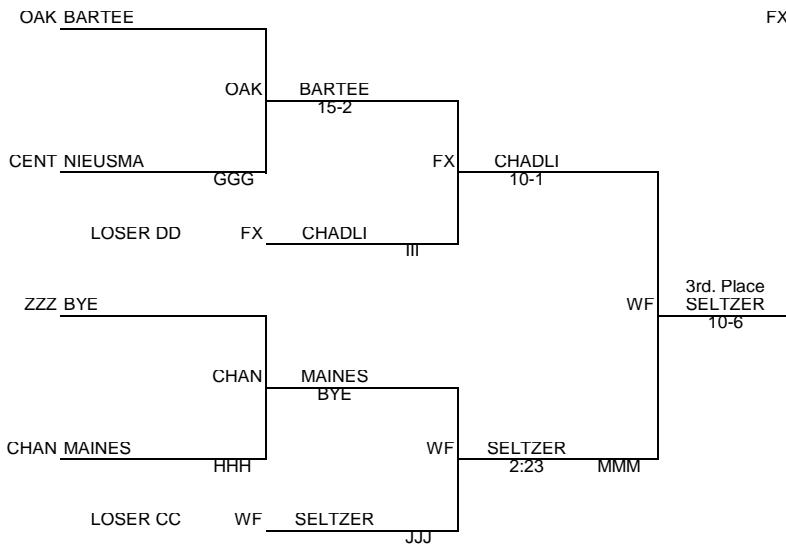 OAK BARTEE
FX
OAK BARTEE
15-2
CENT NIEUSMA
FX CHADLI
GGG
10-1
LOSER DD FX CHADLI
III
3rd. Place
ZZZ BYE
WF SELTZER
10-6
CHAN MAINES
BYE
CHAN MAINES
WF SELTZER
HHH
2:23 MMM
LOSER CC WF SELTZER
JJJ